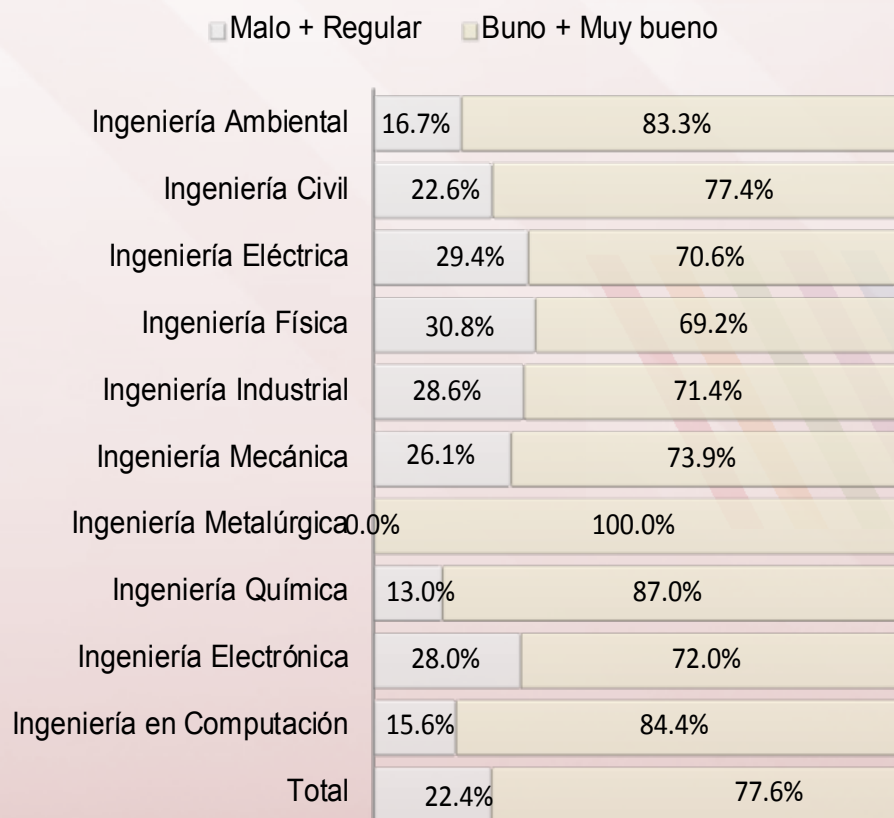 Malo + Regular Buno + Muy bueno
Ingeniería Ambiental 16.7% 83.3%
Ingeniería Civil 22.6% 77.4%
Ingeniería Eléctrica 29.4% 70.6%
Ingeniería Física 30.8% 69.2%
Ingeniería Industrial 28.6% 71.4%
Ingeniería Mecánica 26.1% 73.9%
Ingeniería Metalúrgica 0.0% 100.0%
Ingeniería Química 13.0% 87.0%
Ingeniería Electrónica 28.0% 72.0%
Ingeniería en Computación 15.6% 84.4%
Total 22.4% 77.6%